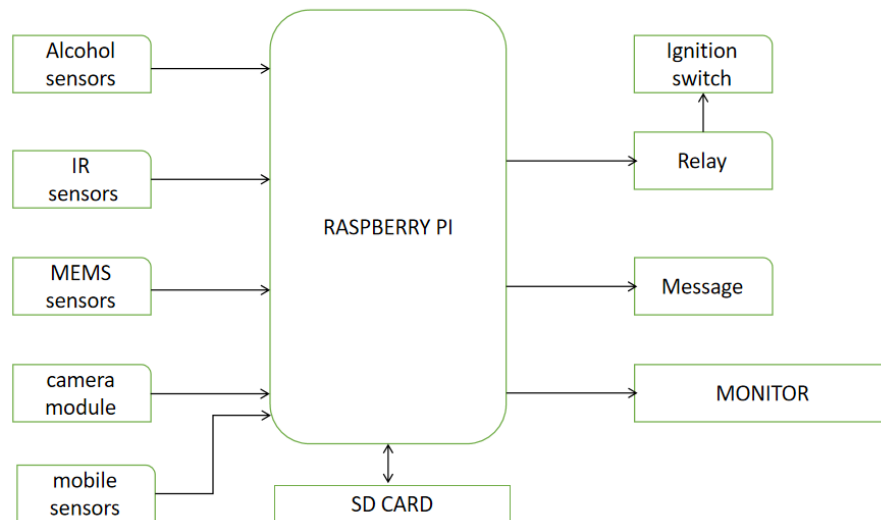 Alcohol
sensors
IR
sensors
MEMS
sensors
camera
module
mobile
sensors
RASPBERRY PI
SD CARD
Ignition
switch
Relay
Message
MONITOR